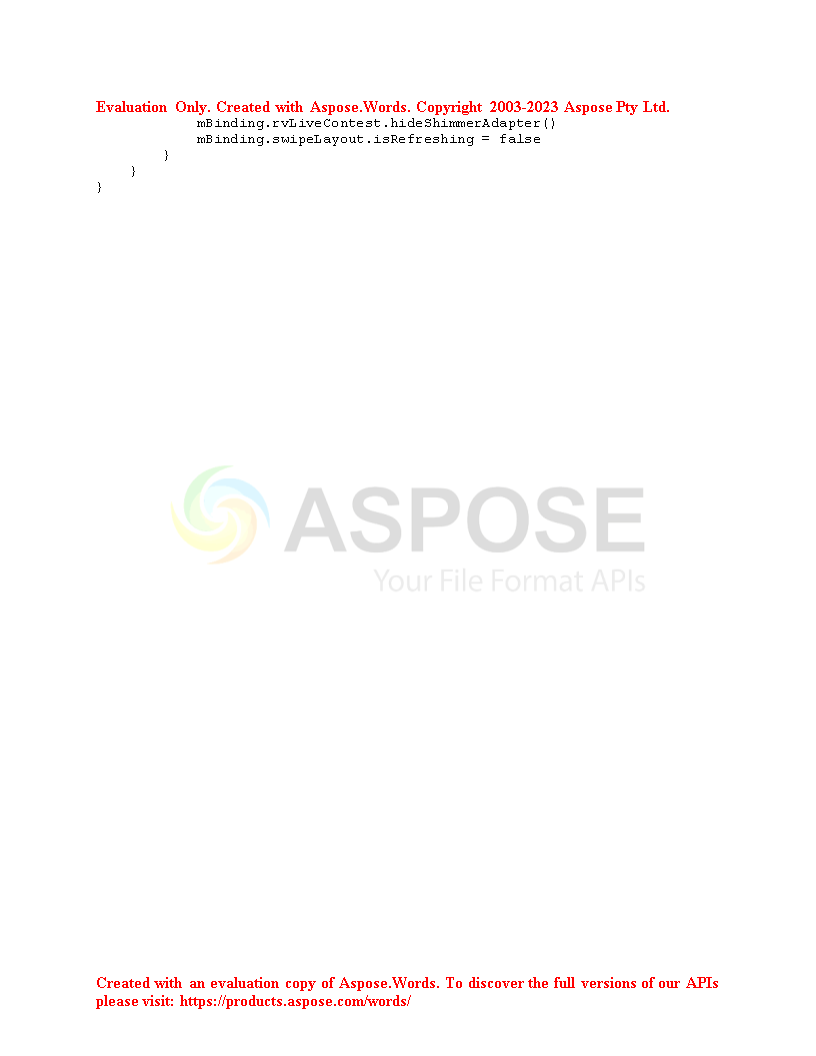 Evaluation Only. Created with Aspose.Words. Copyright 2003-2023 Aspose Pty Ltd.
            mBinding.rvLiveContest.hideShimmerAdapter()
            mBinding.swipeLayout.isRefreshing = false
        }
    }
}
ASPOSE
Your File Format APIs
Created with an evaluation copy of Aspose.Words. To discover the full versions of our APIs
please visit: https://products.aspose.com/words/